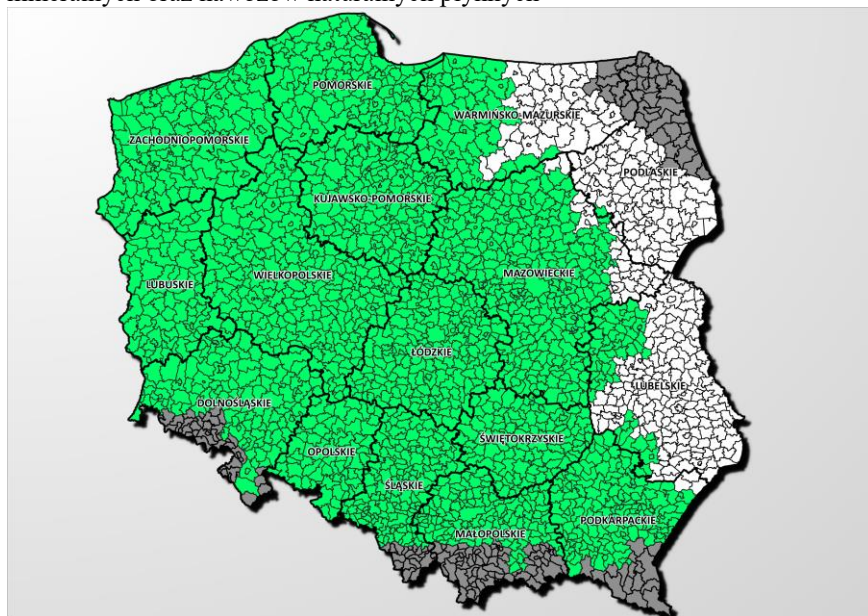 mineralnych oraz nawozów naturalnych płynnych
POMORSKIE
WARMIŃSKO-MAZURSKIE
ZACHODNIOPOMORSKIE
PODLASKIE
KUJAWSKO-POMORSKIE
MAZOWIECKIE
WIELKOPOLSKIE
LUBUSKIE
ŁÓDZKIE
LUBELSKIE
DOLNOŚLĄSKIE
ŚWIĘTOKRZYSKIE
OPOLSKIE
ŚLĄSKIE
PODKARPACKIE
MAŁOPOLSKIE